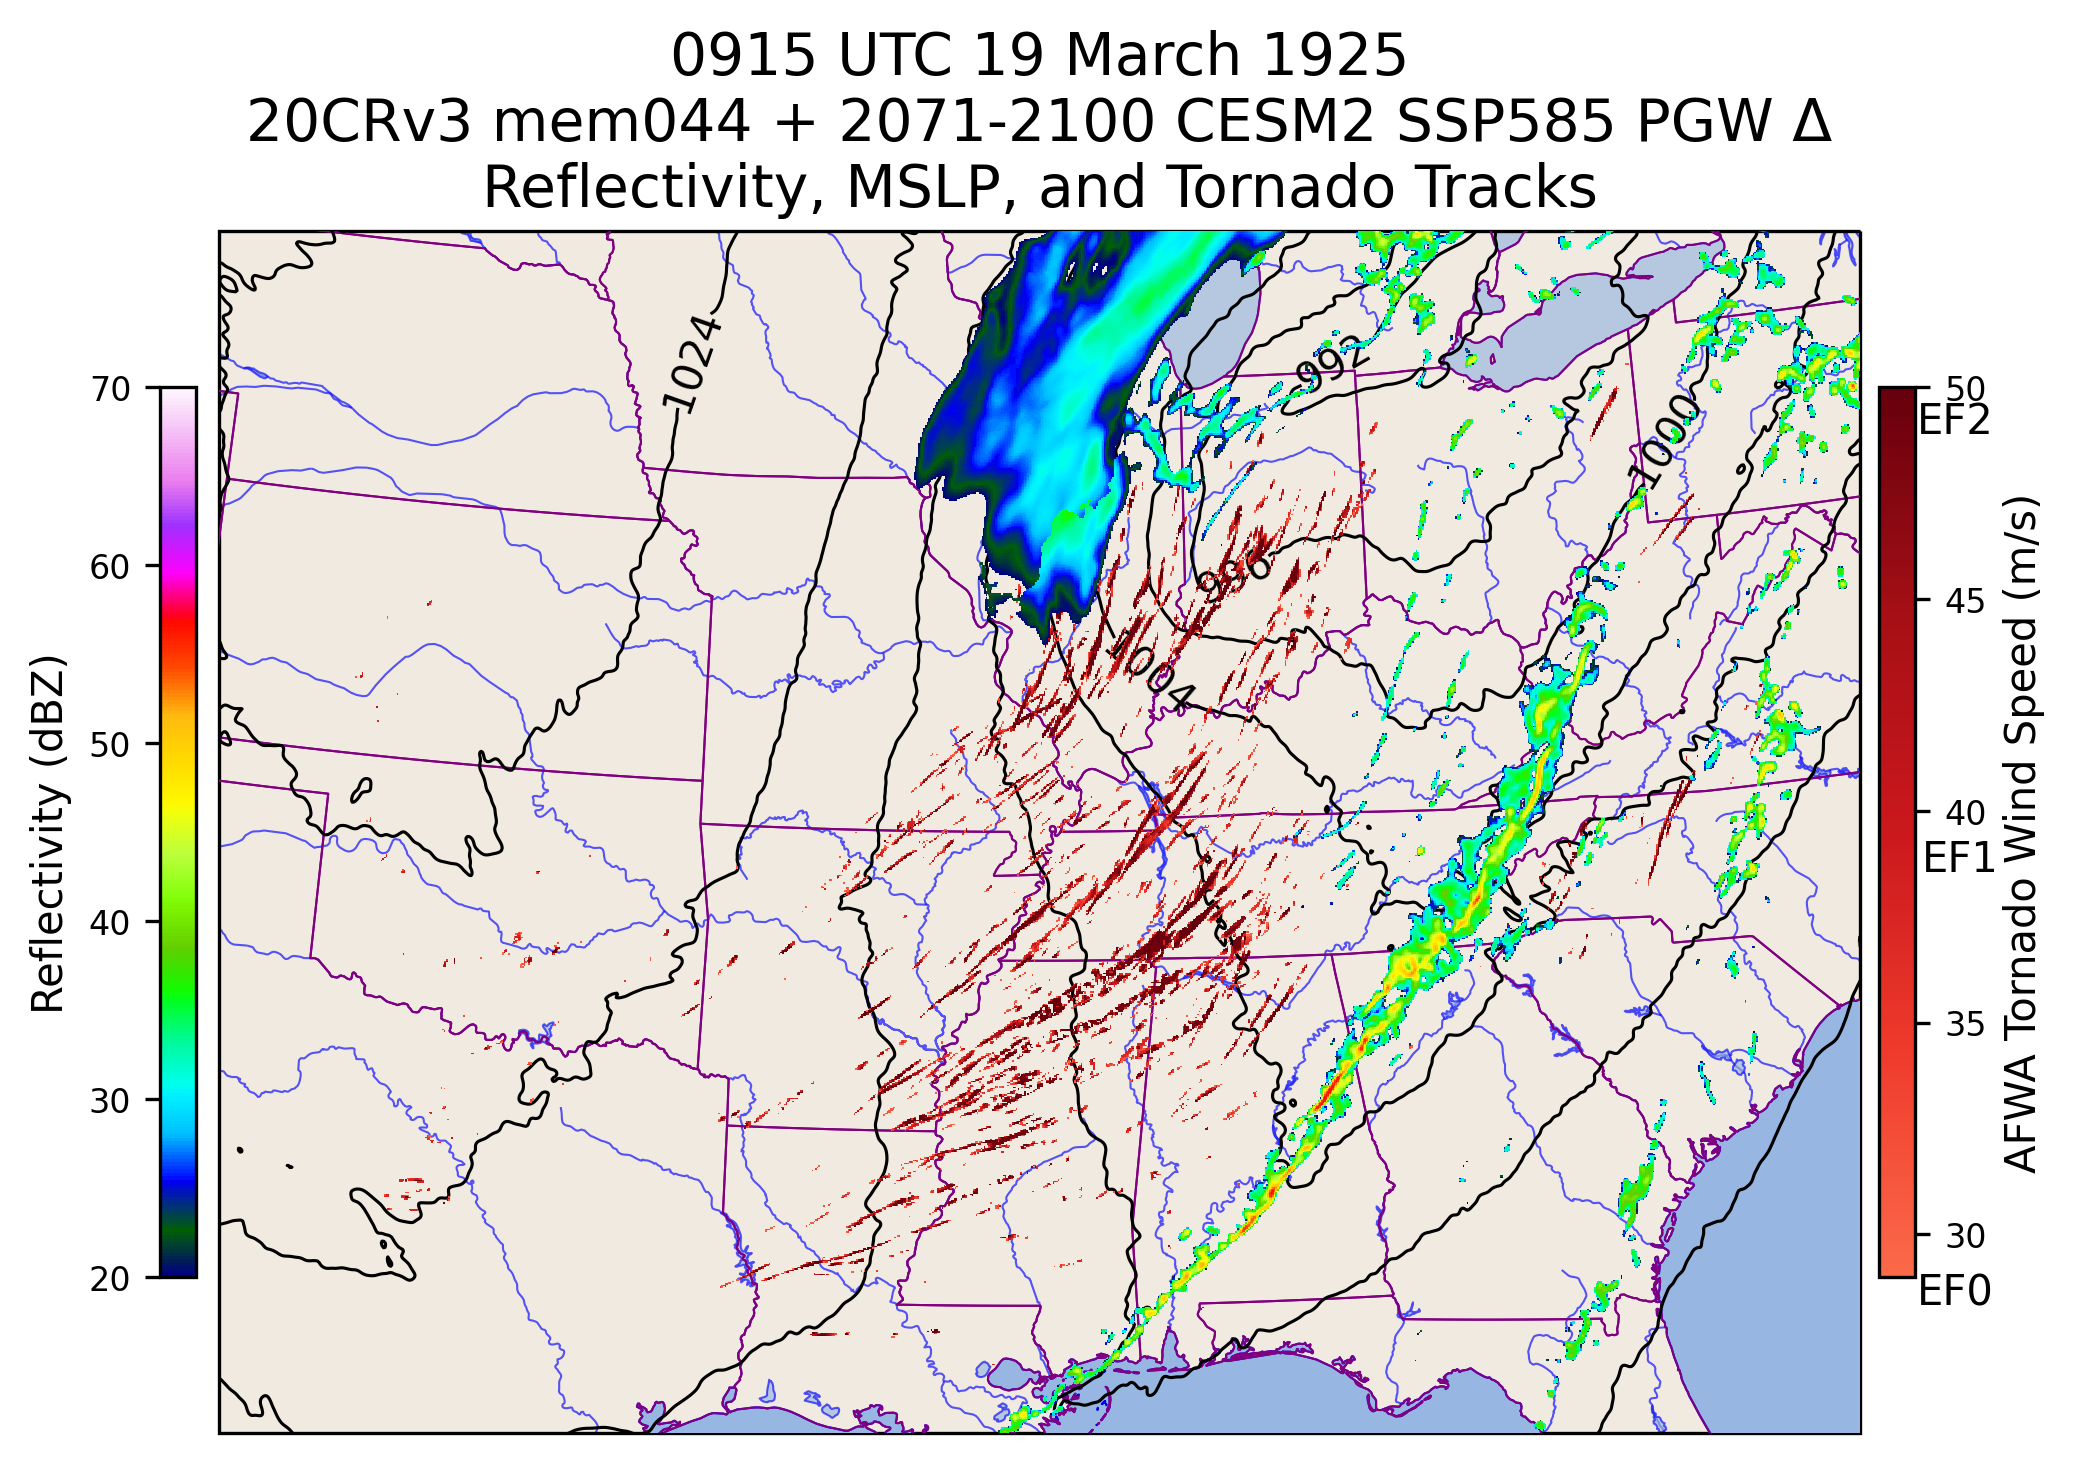 0915 UTC 19 March 1925
20CRv3 mem044 + 2071-2100 CESM2 SSP585 PGW Δ
Reflectivity, MSLP, and Tornado Tracks
1024
992
1000
996
1004
70
60
50
40
30
20
Reflectivity (dBZ)
50
EF2
45
40
EF1
35
30
EF0
AFWA Tornado Wind Speed (m/s)